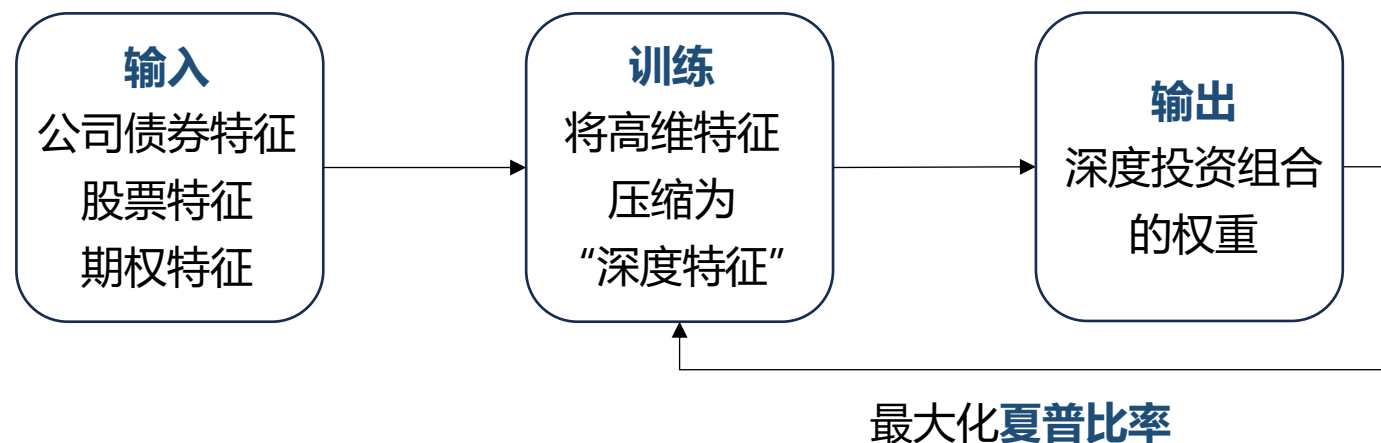 输入
公司债券特征
股票特征
期权特征
训练
将高维特征
压缩为
“深度特征”
输出
深度投资组合
的权重
最大化夏普比率